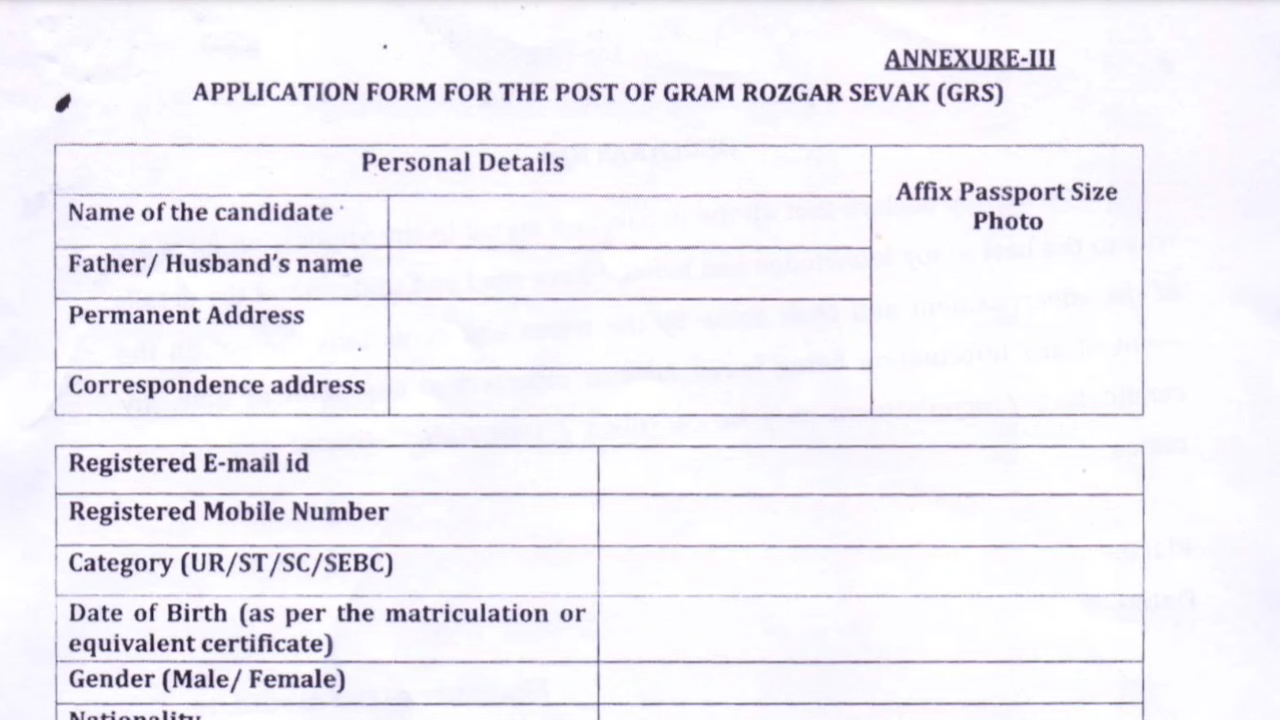 ANNEXURE-III
APPLICATION FORM FOR THE POST OF GRAM ROZGAR SEVAK (GRS)
Personal Details
Affix Passport Size
Photo
Name of the candidate
Father/ Husband's name
Permanent Address
Correspondence address
Registered E-mail id
Registered Mobile Number
Category (UR/ST/SC/SEBC)
Date of Birth (as per the matriculation or
equivalent certificate)
Gender (Male/ Female)
Nationality